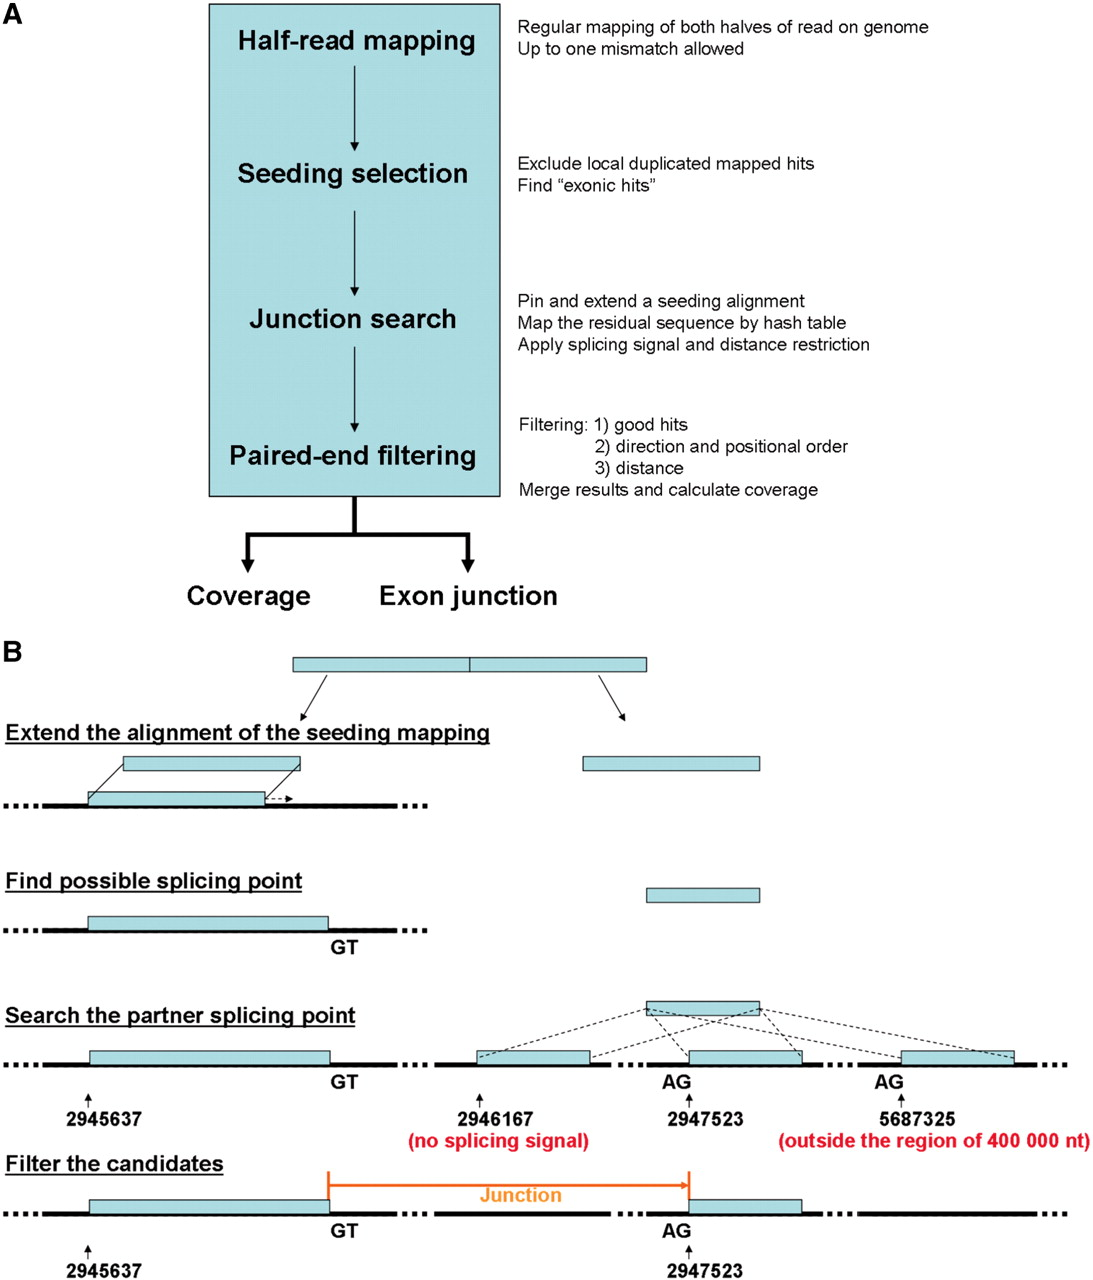 A
Half-read mapping
Regular mapping of both halves of read on genome
Up to one mismatch allowed
Seeding selection
Exclude local duplicated mapped hits
Find “exonic hits”
Junction search
Pin and extend a seeding alignment
Map the residual sequence by hash table
Apply splicing signal and distance restriction
Paired-end filtering
Filtering: 1) good hits
2) direction and positional order
3) distance
Merge results and calculate coverage
Coverage
Exon junction
B
Extend the alignment of the seeding mapping
Find possible splicing point
GT
Search the partner splicing point
GT
AG
AG
2945637
2946167
2947523
5687325
(no splicing signal)
(outside the region of 400 000 nt)
Filter the candidates
Junction
GT
AG
2945637
2947523